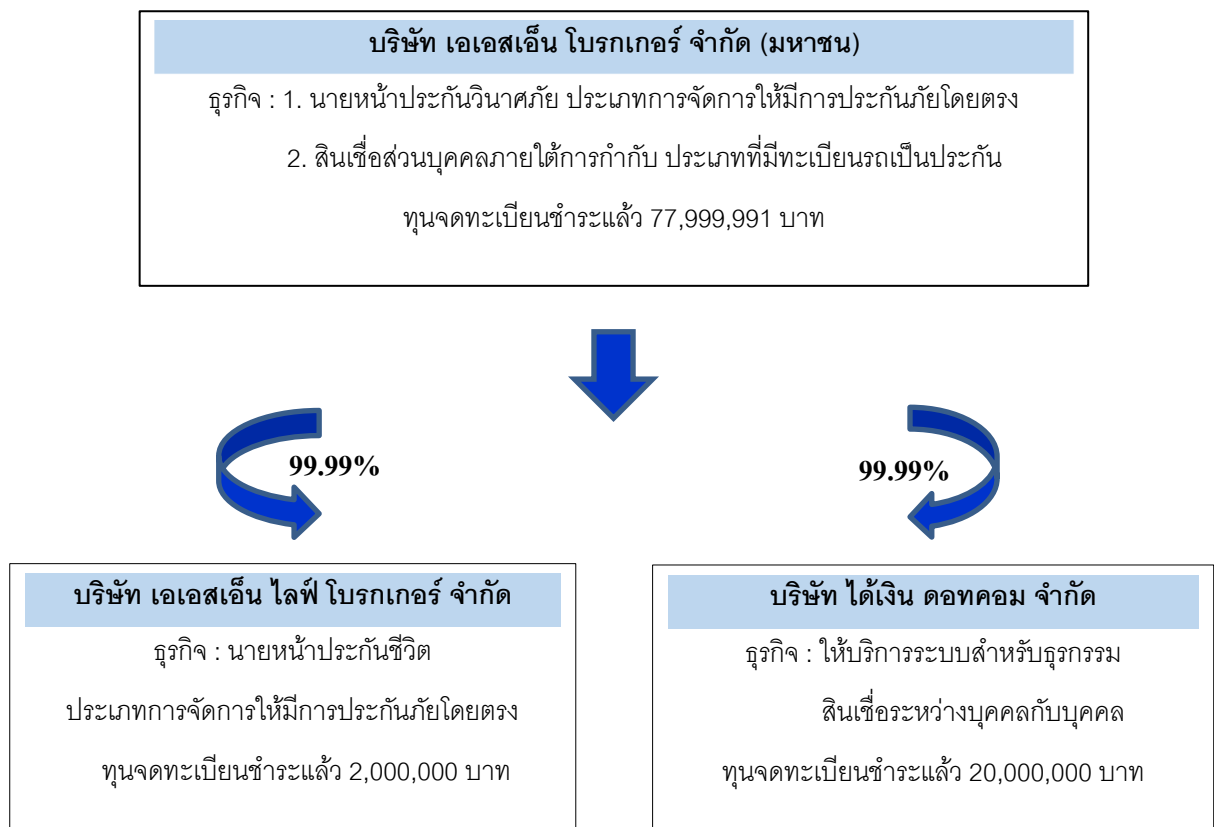 บริษัท เอเอสเอ็น โบรกเกอร์ จำกัด (มหาชน)
ธุรกิจ : 1. นายหน้าประกันวินาศภัย ประเภทการจัดการให้มีการประกันภัยโดยตรง
2. สินเชื่อส่วนบุคคลภายใต้การกำกับ ประเภทที่มีทะเบียนรถเป็นประกัน
ทุนจดทะเบียนชำระแล้ว 77,999,991 บาท
99.99%
99.99%
บริษัท เอเอสเอ็น ไลฟ์ โบรกเกอร์ จำกัด
ธุรกิจ : นายหน้าประกันชีวิต
ประเภทการจัดการให้มีการประกันภัยโดยตรง
ทุนจดทะเบียนชำระแล้ว 2,000,000 บาท
บริษัท ได้เงิน ดอทคอม จำกัด
ธุรกิจ : ให้บริการระบบสำหรับธุรกรรม
สินเชื่อระหว่างบุคคลกับบุคคล
ทุนจดทะเบียนชำระแล้ว 20,000,000 บาท